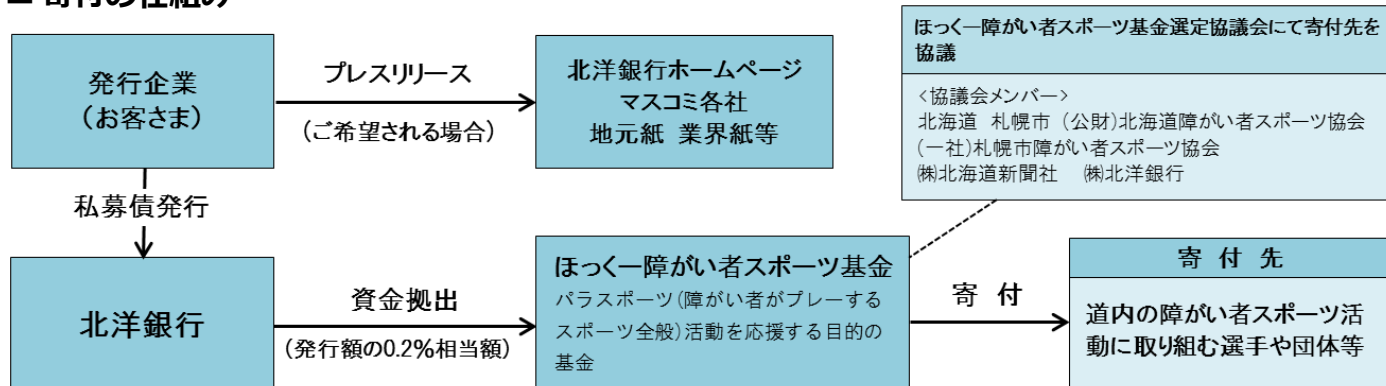 ■ 寄付の仕組み
発行企業
(お客さま)
プレスリリース
(ご希望される場合)
北洋銀行ホームページ
マスコミ各社
地元紙 業界紙等
ほっくー障がい者スポーツ基金選定協議会にて寄付先を
協議
<協議会メンバー>
北海道 札幌市 (公財)北海道障がい者スポーツ協会
(一社)札幌市障がい者スポーツ協会
㈱北海道新聞社 ㈱北洋銀行
私募債発行
北洋銀行
資金拠出
(発行額の0.2%相当額)
ほっくー障がい者スポーツ基金
パラスポーツ(障がい者がプレーする
スポーツ全般)活動を応援する目的の
基金
寄 付
寄 付 先
道内の障がい者スポーツ活
動に取り組む選手や団体等